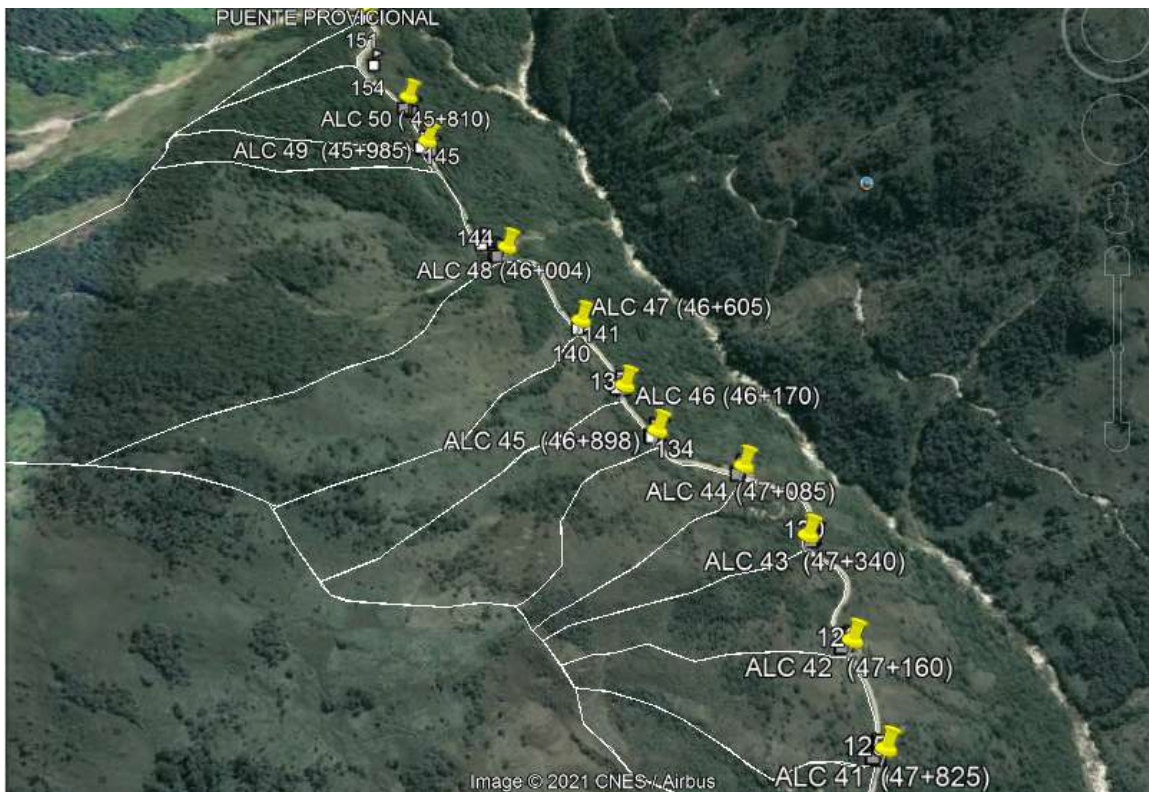 PUENTE PROVICIONAL
151
154
ALC 50 ( 45+810)
ALC 49 (45+985)
145
144
ALC 48 (46+004)
ALC 47 (46+605)
141
140
ALC 46 (46+170)
ALC 45 (46+898)
134
ALC 44 (47+085)
ALC 43 (47+340)
ALC 42 (47+160)
125
ALC 41 (47+825)
Image © 2021 CNES / Airbus